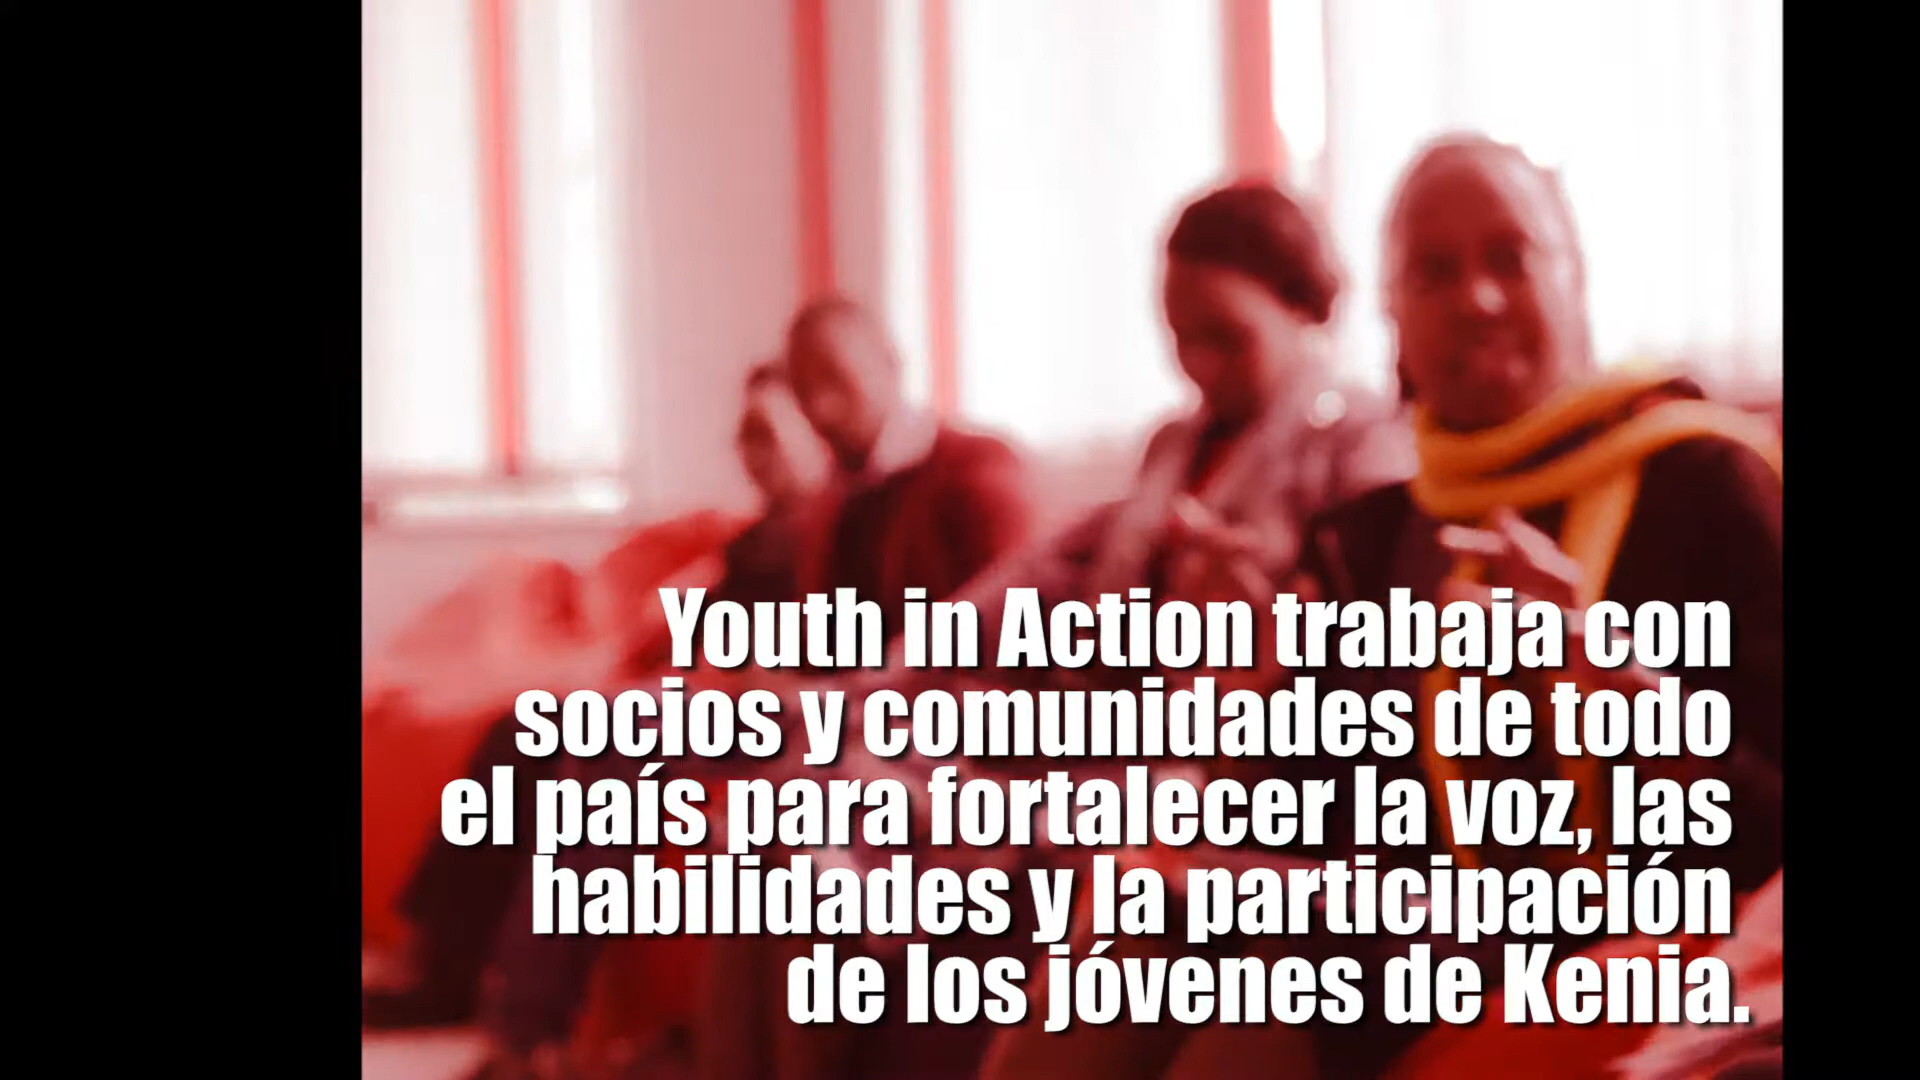 Youth in Action trabaja con
socios y comunidades de todo
el país para fortalecer la voz, las
habilidades y la participación
de los jóvenes de Kenia.